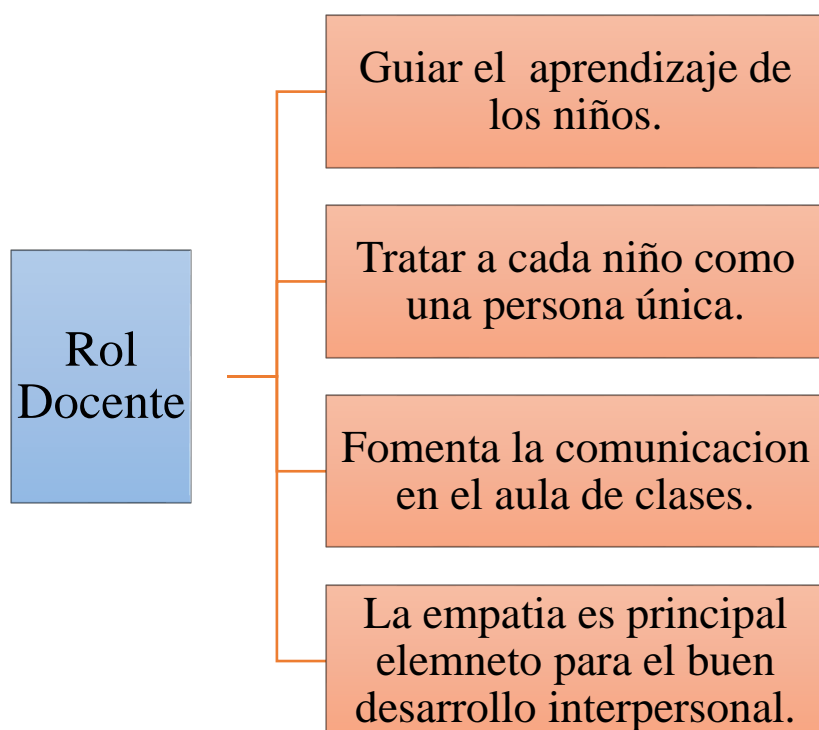 Rol
Docente
Guiar el  aprendizaje de
los niños.
Tratar a cada niño como
una persona única.
Fomenta la comunicacion
en el aula de clases.
La empatia es principal
elemneto para el buen
desarrollo interpersonal.